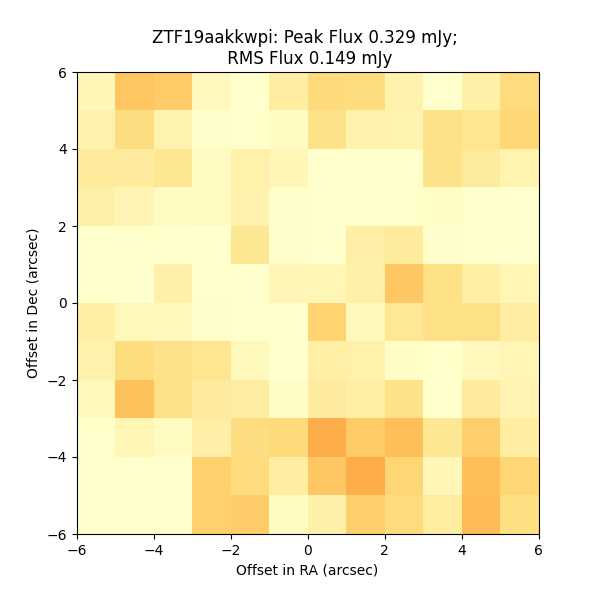 ZTF19aakkwpi: Peak Flux 0.329 mJy;
RMS Flux 0.149 mJy
6
4
2
0
−2
−4
−6
Offset in Dec (arcsec)
−6 −4 −2 0 2 4 6
Offset in RA (arcsec)